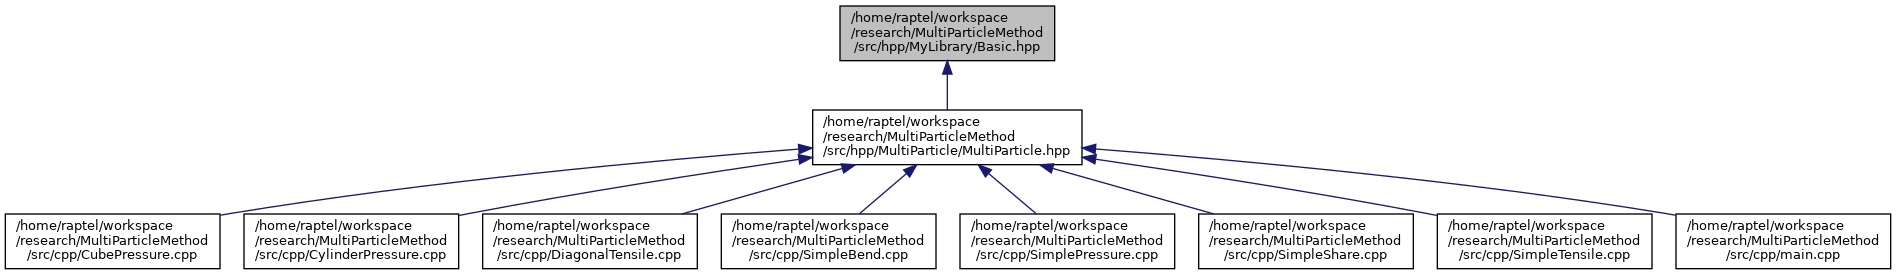 /home/raptel/workspace
/research/MultiParticleMethod
/src/hpp/MyLibrary/Basic.hpp
/home/raptel/workspace
/research/MultiParticleMethod
/src/hpp/MultiParticle/MultiParticle.hpp
/home/raptel/workspace
/research/MultiParticleMethod
/src/cpp/CubePressure.cpp
/home/raptel/workspace
/research/MultiParticleMethod
/src/cpp/CylinderPressure.cpp
/home/raptel/workspace
/research/MultiParticleMethod
/src/cpp/DiagonalTensile.cpp
/home/raptel/workspace
/research/MultiParticleMethod
/src/cpp/SimpleBend.cpp
/home/raptel/workspace
/research/MultiParticleMethod
/src/cpp/SimplePressure.cpp
/home/raptel/workspace
/research/MultiParticleMethod
/src/cpp/SimpleShare.cpp
/home/raptel/workspace
/research/MultiParticleMethod
/src/cpp/SimpleTensile.cpp
/home/raptel/workspace
/research/MultiParticleMethod
/src/cpp/main.cpp